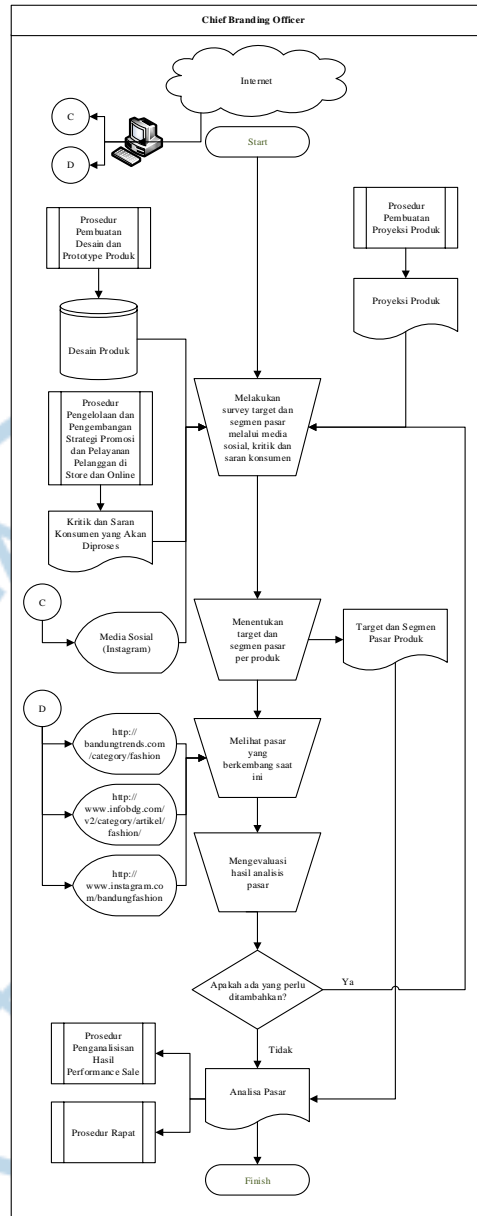 Chief Branding Officer
Internet
C
D
Start
Prosedur
Pembuatan
Desain dan
Prototype Produk
Prosedur
Pembuatan
Proyeksi Produk
Desain Produk
Proyeksi Produk
Prosedur
Pengelolaan dan
Pengembangan
Strategi Promosi
dan Pelayanan
Pelanggan di
Store dan Online
Melakukan
survey target dan
segmen pasar
melalui media
sosial, kritik dan
saran konsumen
Kritik dan Saran
Konsumen yang Akan
Diproses
C
Media Sosial
(Instagram)
Menentukan
target dan
segmen pasar
per produk
Target dan Segmen
Pasar Produk
D
http://
bandungtrends.com
/category/fashion
Melihat pasar
yang
berkembang saat
ini
http://
www.infobdg.com/
v2/category/artikel/
fashion/
http://
www.instagram.co
m/bandungfashion
Mengevaluasi
hasil analisis
pasar
Apakah ada yang perlu
ditambahkan?
Ya
Tidak
Prosedur
Penganalisisan
Hasil
Performance Sale
Analisa Pasar
Prosedur Rapat
Finish